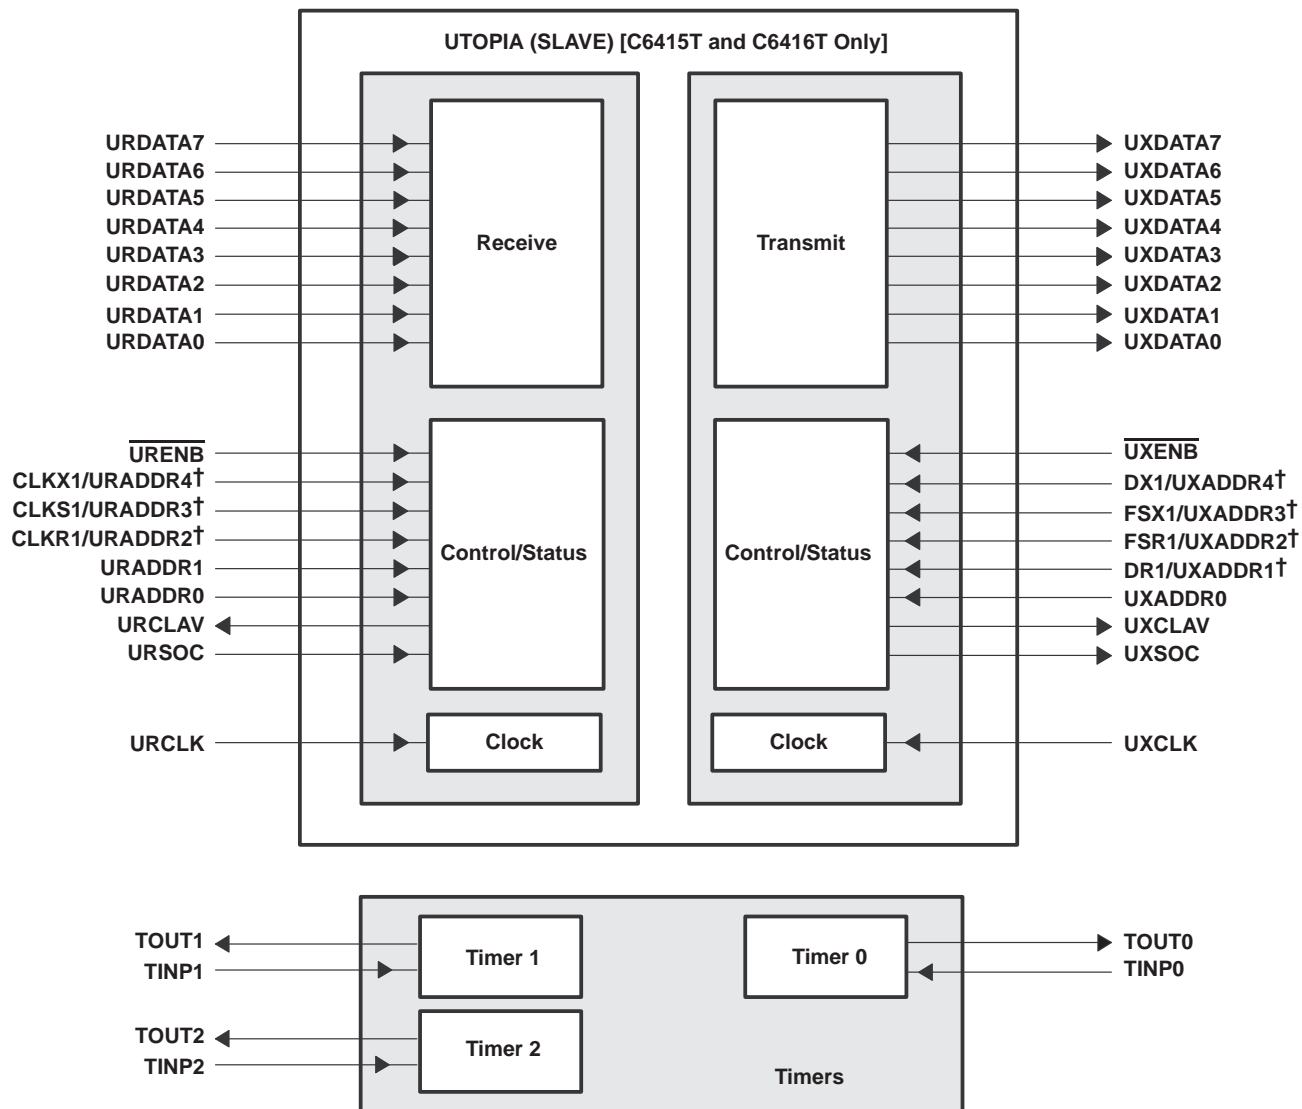 UTOPIA (SLAVE) [C6415T and C6416T Only]
URDATA7
URDATA6
URDATA5
URDATA4
URDATA3
URDATA2
URDATA1
URDATA0
Receive
Transmit
UXDATA7
UXDATA6
UXDATA5
UXDATA4
UXDATA3
UXDATA2
UXDATA1
UXDATA0
URENB
CLKX1/URADDR4†
CLKS1/URADDR3†
CLKR1/URADDR2†
URADDR1
URADDR0
URCLAV
URSOC
Control/Status
Control/Status
UXENB
DX1/UXADDR4†
FSX1/UXADDR3†
FSR1/UXADDR2†
DR1/UXADDR1†
UXADDR0
UXCLAV
UXSOC
URCLK
Clock
Clock
UXCLK
TOUT1
TINP1
Timer 1
Timer 0
TOUT0
TINP0
TOUT2
TINP2
Timer 2
Timers